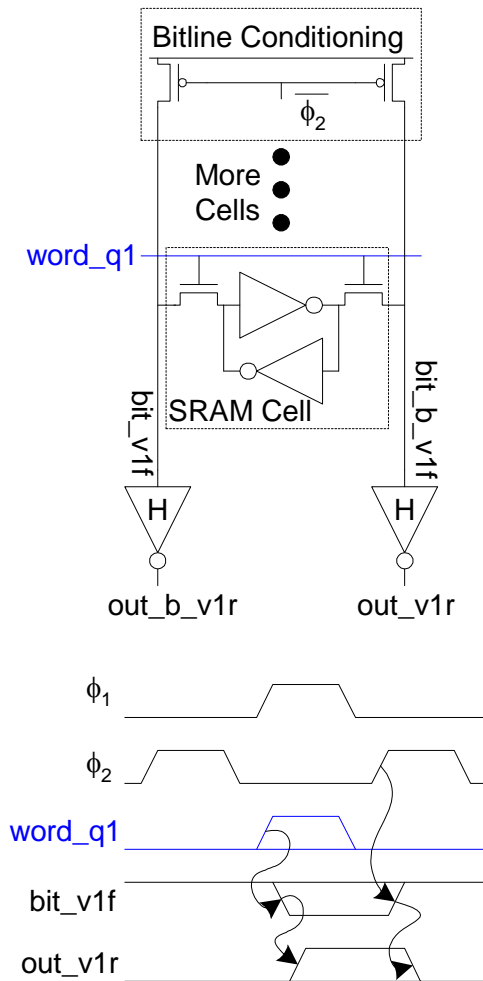 Bitline Conditioning
ϕ̅₂
More
Cells
word_q1
bit_v1f
bit_b_v1f
SRAM Cell
H
H
out_b_v1r
out_v1r
ϕ₁
ϕ₂
word_q1
bit_v1f
out_v1r